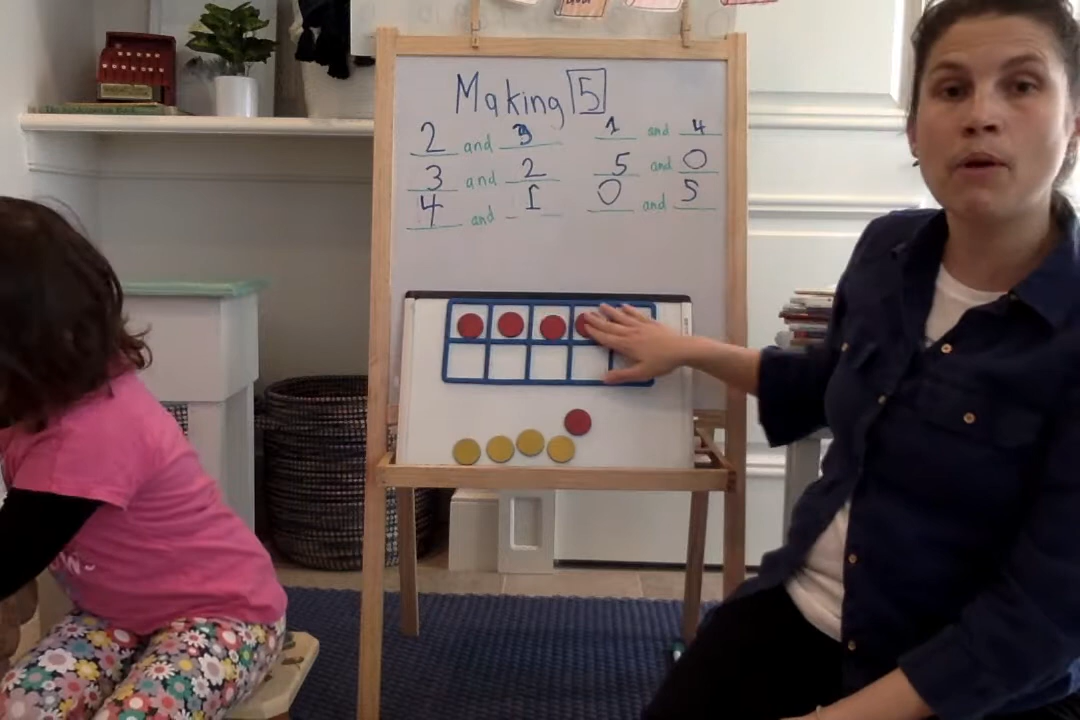 Making 5
2 and 3 1 and 4
3 and 2 5 and 0
4 and 1 0 and 5